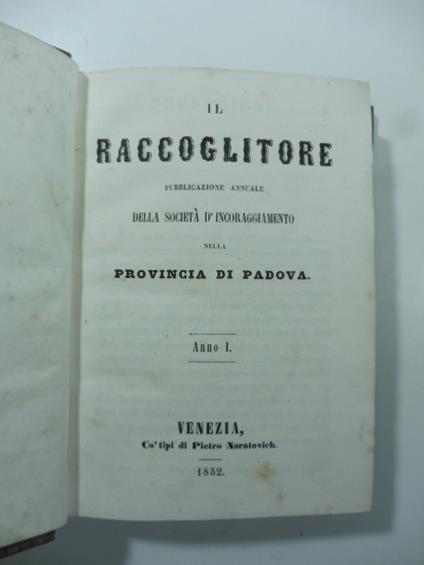 IL
RACCOGLITORE
PUBBLICAZIONE ANNUALE
DELLA SOCIETÀ D'INCORAGGIAMENTO
NELLA
PROVINCIA DI PADOVA.
Anno I.
VENEZIA,
Co' tipi di Pietro Naratovich.
1852.